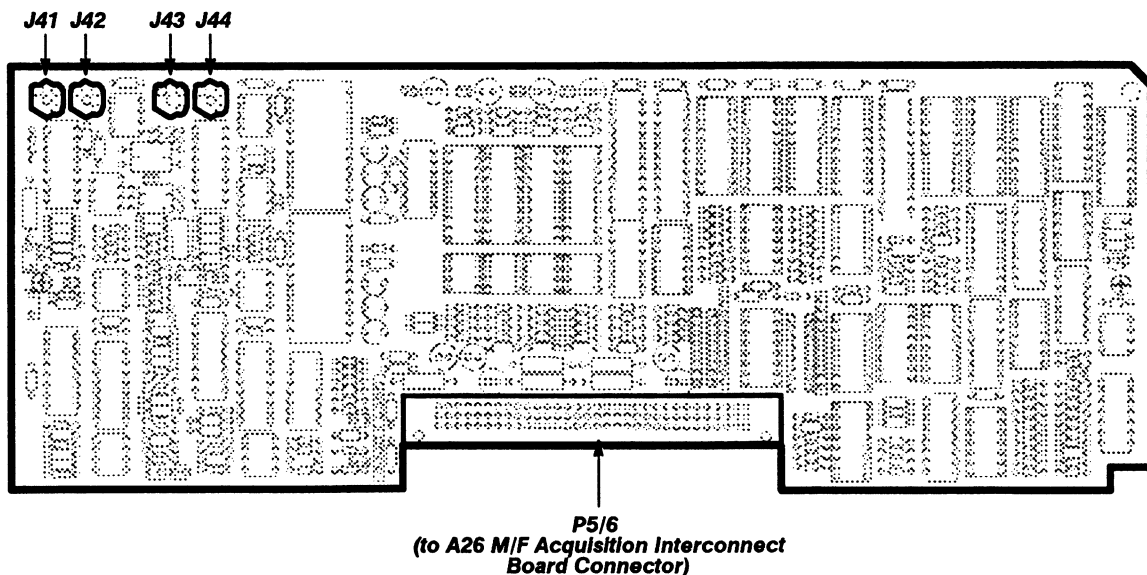 J41 J42 J43 J44
P5/6
(to A26 M/F Acquisition Interconnect
Board Connector)